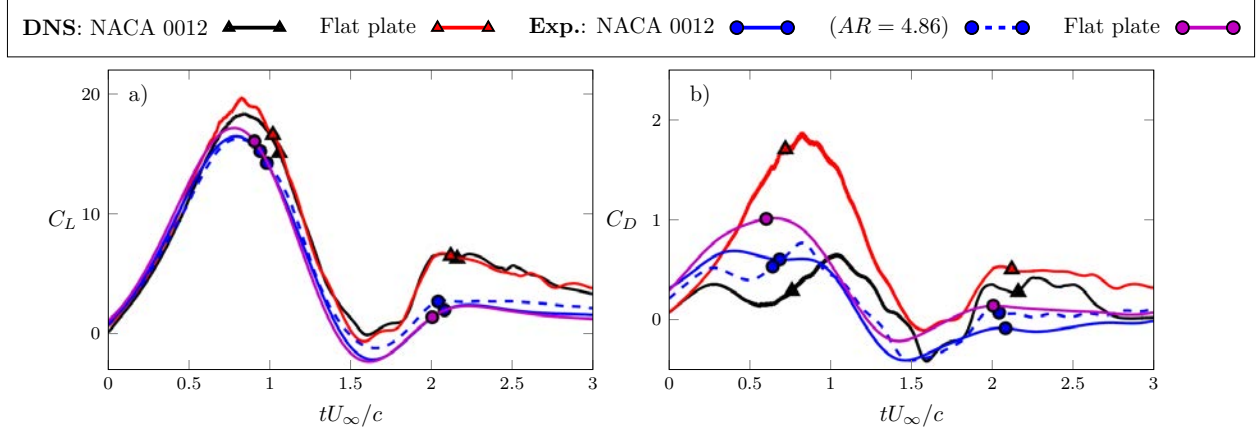 DNS: NACA 0012 Flat plate Exp.: NACA 0012 (AR = 4.86) Flat plate
a)
20
10
0
C_L
0 0.5 1 1.5 2 2.5 3
tU_∞/c
b)
2
1
0
C_D
0 0.5 1 1.5 2 2.5 3
tU_∞/c